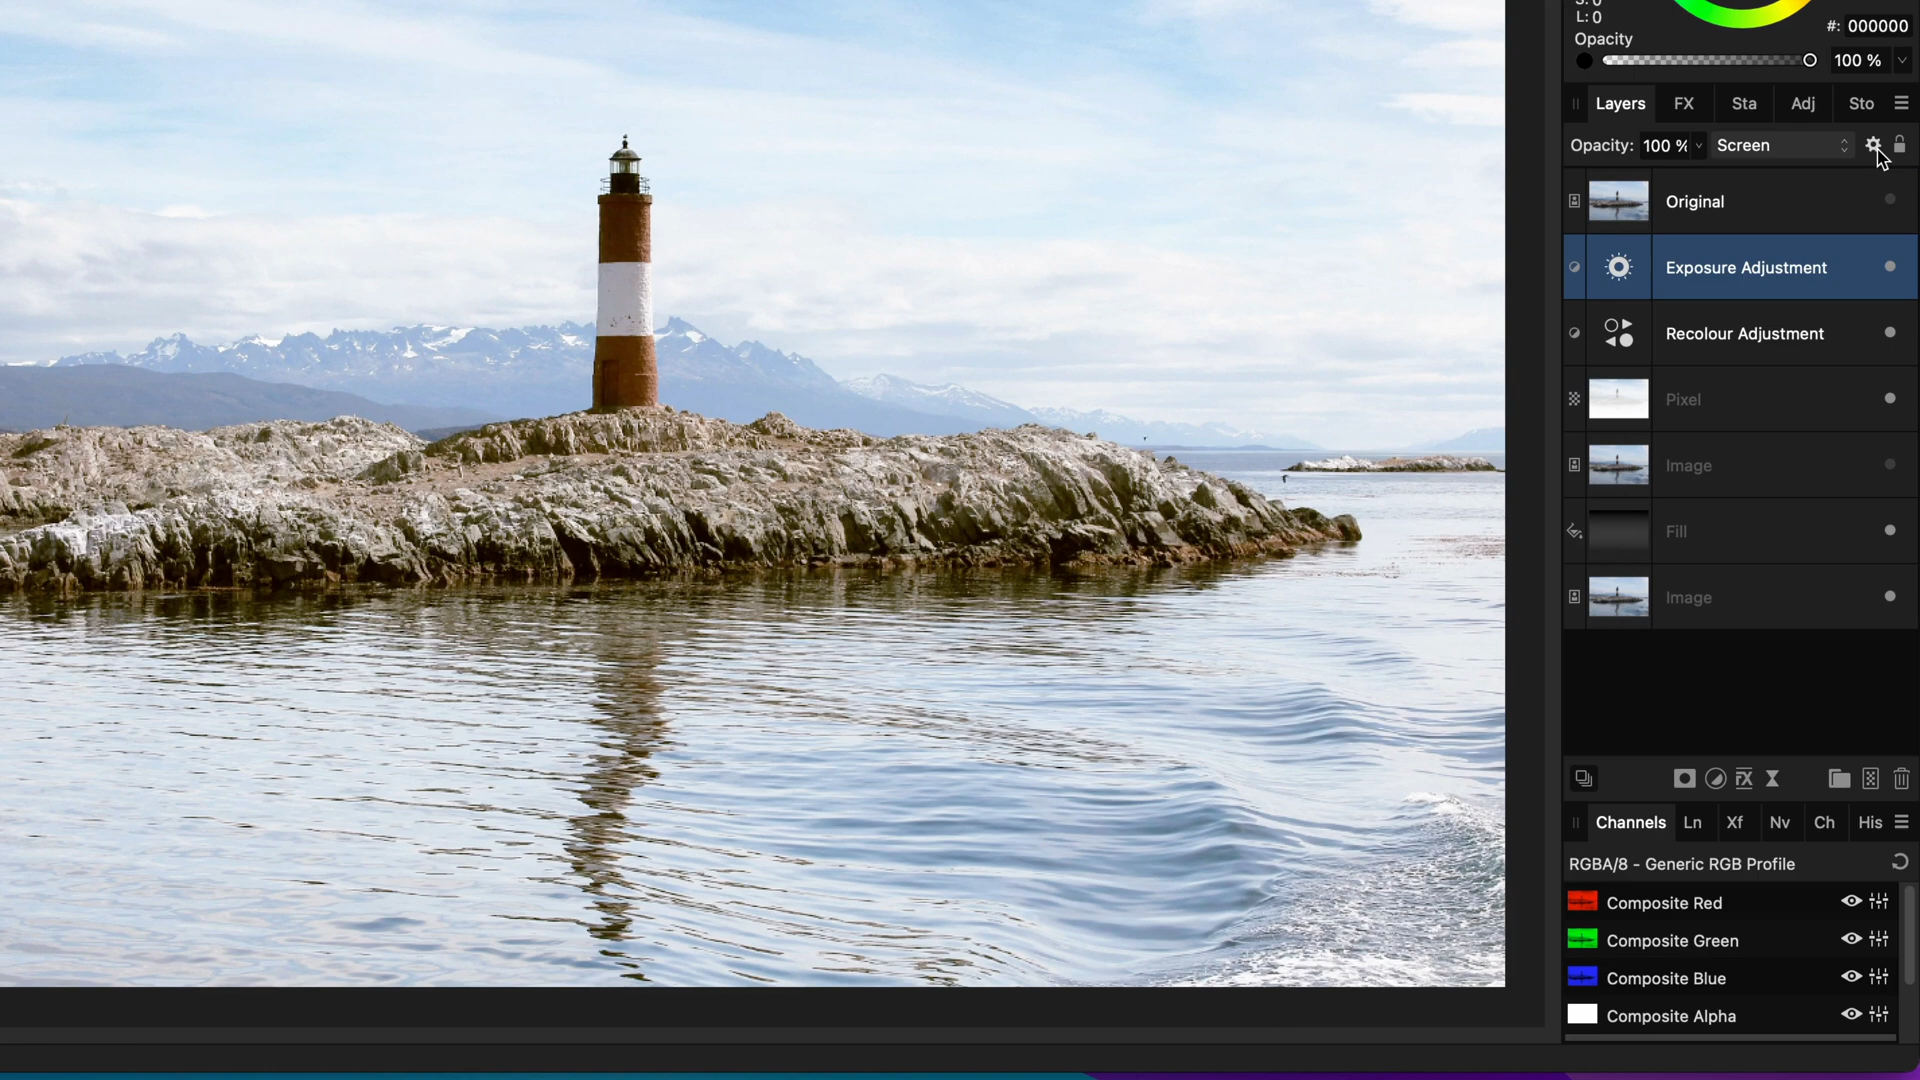 S: 0
L: 0
#: 000000
Opacity
100 %
Layers FX Sta Adj Sto
Opacity: 100 % Screen
Original
Exposure Adjustment
Recolour Adjustment
Pixel
Image
Fill
Image
FX
Channels Ln Xf Nv Ch His
RGBA/8 - Generic RGB Profile
Composite Red
Composite Green
Composite Blue
Composite Alpha